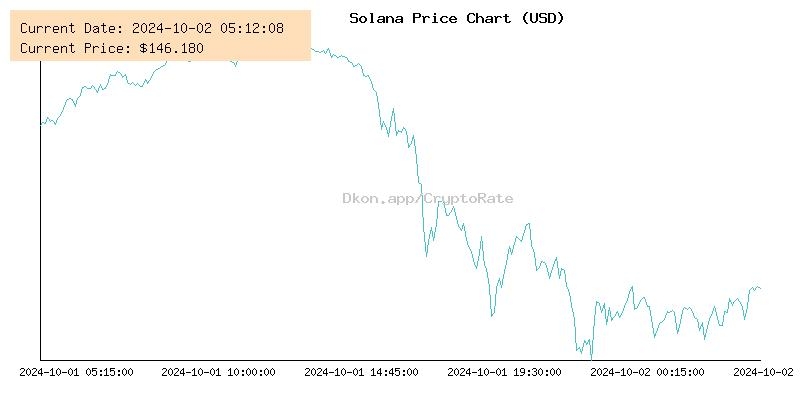 Solana Price Chart (USD)
Current Date: 2024-10-02 05:12:08
Current Price: $146.180
Dkon.app/CryptoRate
2024-10-01 05:15:00 2024-10-01 10:00:00 2024-10-01 14:45:00 2024-10-01 19:30:00 2024-10-02 00:15:00 2024-10-02